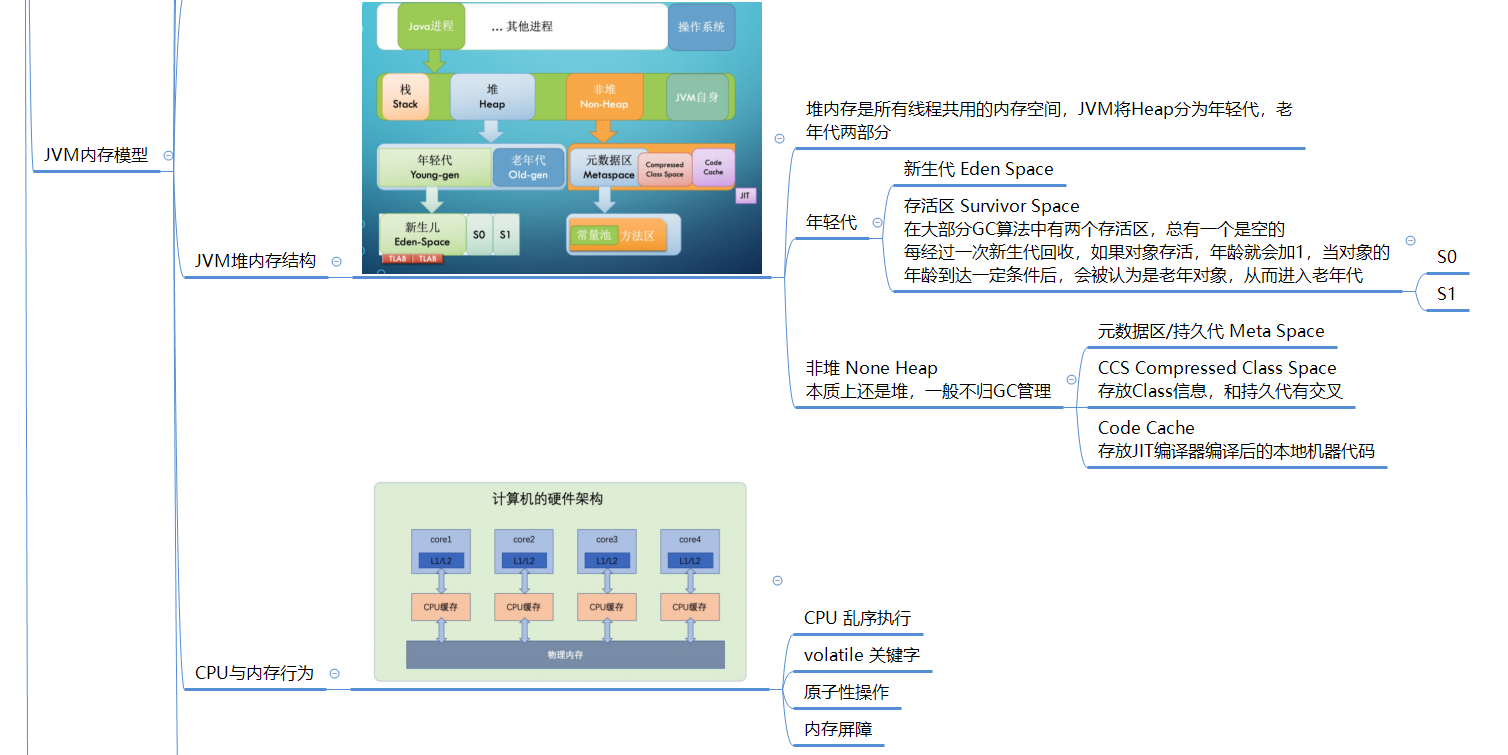 JVM内存模型
JVM堆内存结构
Java进程
... 其他进程
操作系统
栈
Stack
堆
Heap
非堆
Non-Heap
JVM自身
年轻代
Young-gen
老年代
Old-gen
元数据区
Metaspace
Compressed
Class Space
Code
Cache
JIT
新生儿
Eden-Space
S0
S1
常量池
方法区
TLAB
TLAB
堆内存是所有线程共用的内存空间，JVM将Heap分为年轻代，老
年代两部分
年轻代
新生代 Eden Space
存活区 Survivor Space
在大部分GC算法中有两个存活区，总有一个是空的
每经过一次新生代回收，如果对象存活，年龄就会加1，当对象的
年龄到达一定条件后，会被认为是老年对象，从而进入老年代
S0
S1
非堆 None Heap
本质上还是堆，一般不归GC管理
元数据区/持久代 Meta Space
CCS Compressed Class Space
存放Class信息，和持久代有交叉
Code Cache
存放JIT编译器编译后的本地机器代码
CPU与内存行为
计算机的硬件架构
core1
core2
core3
core4
L1/L2
L1/L2
L1/L2
L1/L2
CPU缓存
CPU缓存
CPU缓存
CPU缓存
物理内存
CPU 乱序执行
volatile 关键字
原子性操作
内存屏障